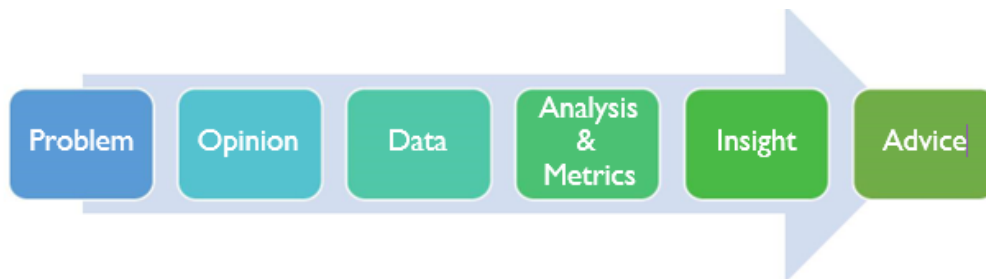 Problem
Opinion
Data
Analysis
&
Metrics
Insight
Advice